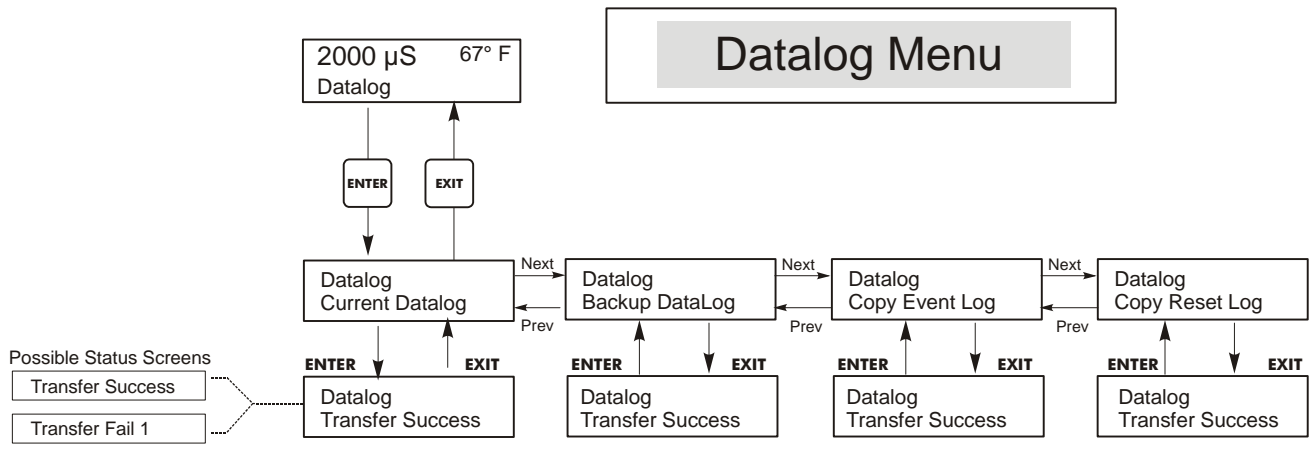 Datalog Menu
2000 µS 67° F
Datalog
ENTER
EXIT
Datalog
Current Datalog
Next
Prev
Datalog
Backup DataLog
Next
Prev
Datalog
Copy Event Log
Next
Prev
Datalog
Copy Reset Log
Possible Status Screens
Transfer Success
Transfer Fail 1
ENTER
EXIT
Datalog
Transfer Success
ENTER
EXIT
Datalog
Transfer Success
ENTER
EXIT
Datalog
Transfer Success
ENTER
EXIT
Datalog
Transfer Success